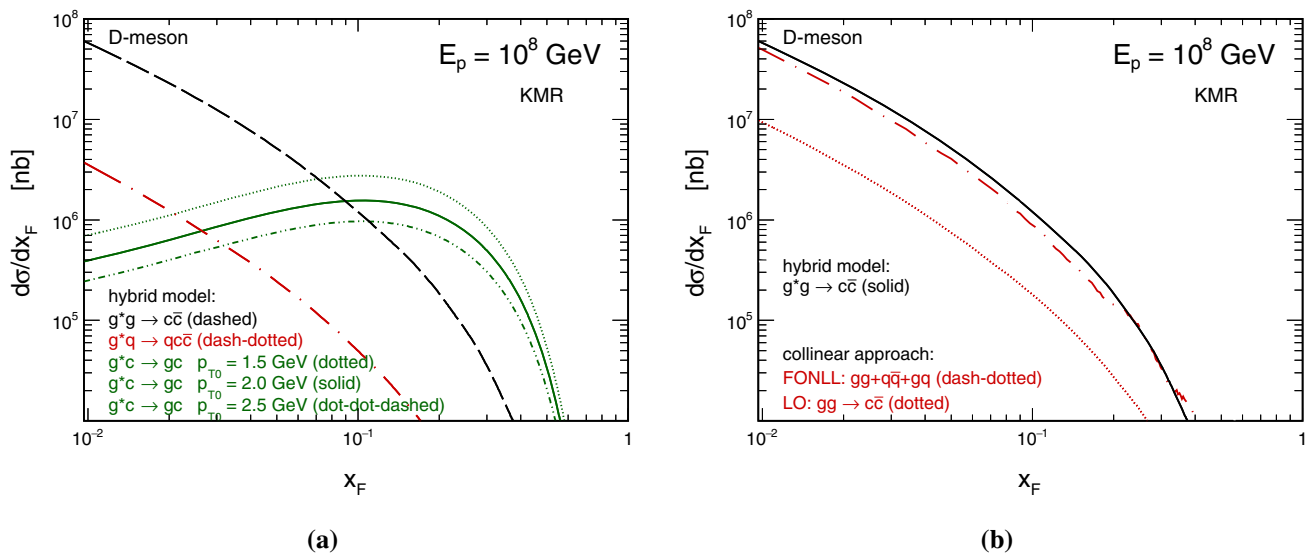 D-meson
E_p = 10^8 GeV
KMR
dσ/dx_F [nb]
10^8
10^7
10^6
10^5
hybrid model:
g*g → cc̄ (dashed)
g*q → qcc̄ (dash-dotted)
g*c → gc p_T0 = 1.5 GeV (dotted)
g*c → gc p_T0 = 2.0 GeV (solid)
g*c → gc p_T0 = 2.5 GeV (dot-dot-dashed)
10^−2
10^−1
1
x_F
(a)
D-meson
E_p = 10^8 GeV
KMR
dσ/dx_F [nb]
10^8
10^7
10^6
10^5
hybrid model:
g*g → cc̄ (solid)
collinear approach:
FONLL: gg+qq̄+gq (dash-dotted)
LO: gg → cc̄ (dotted)
10^−2
10^−1
1
x_F
(b)